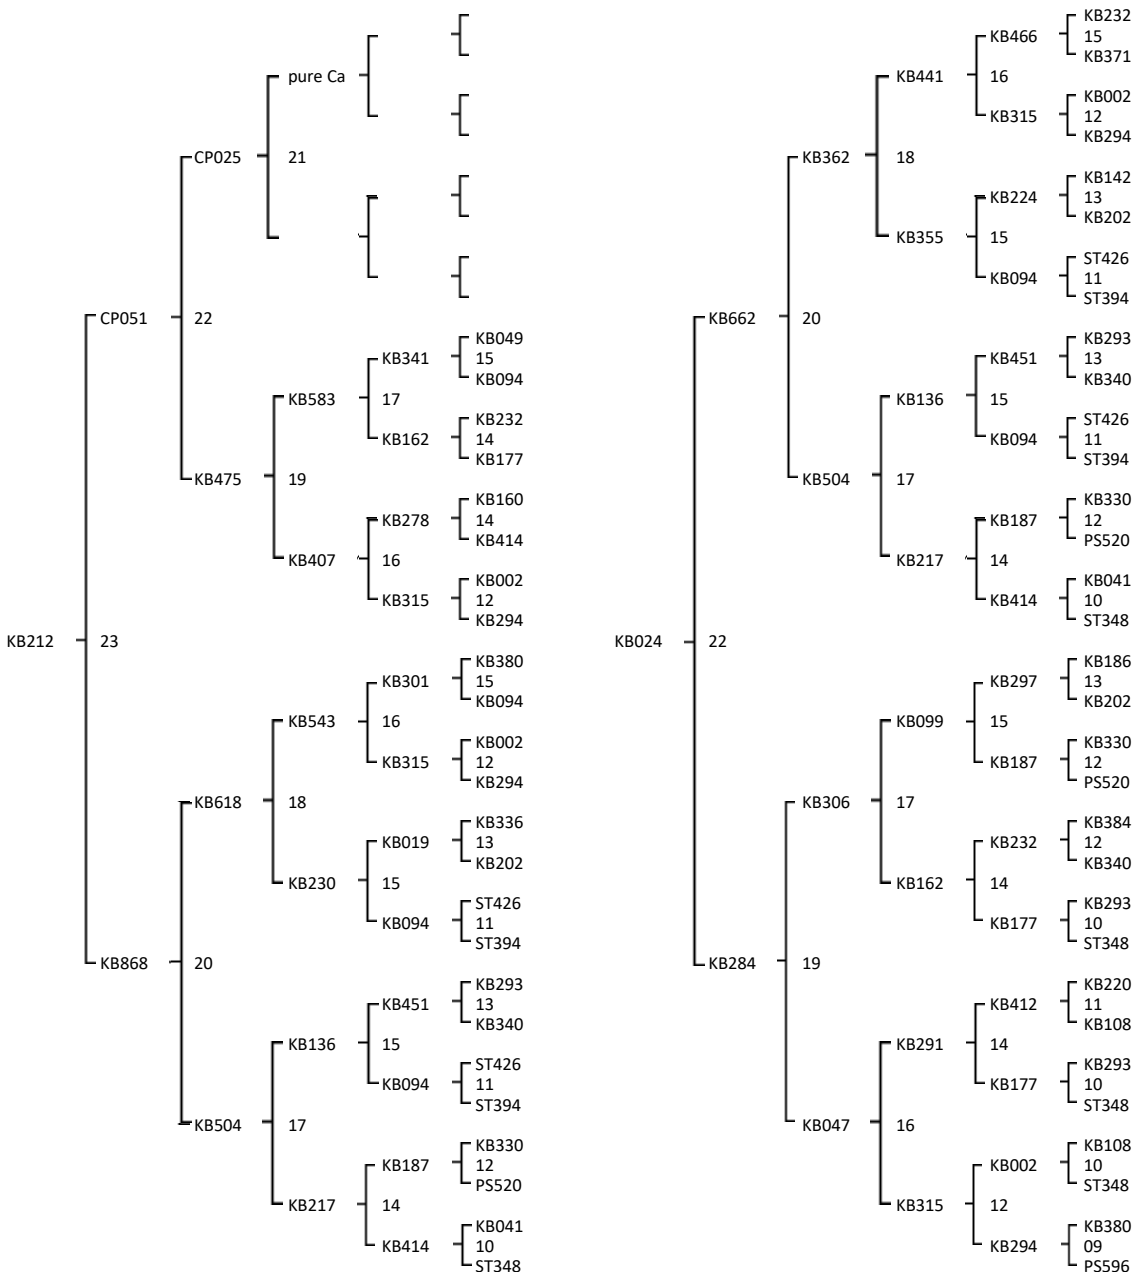 pure Ca
CP025
21
CP051
22
KB049
KB341
15
KB094
KB583
17
KB232
KB162
14
KB177
KB475
19
KB160
KB278
14
KB414
KB407
16
KB002
KB315
12
KB294
KB212
23
KB380
KB301
15
KB094
KB543
16
KB002
KB315
12
KB294
KB618
18
KB336
KB019
13
KB202
KB230
15
ST426
KB094
11
ST394
KB868
20
KB293
KB451
13
KB340
KB136
15
ST426
KB094
11
ST394
KB504
17
KB330
KB187
12
PS520
KB217
14
KB041
KB414
10
ST348
KB232
KB466
15
KB371
KB441
16
KB002
KB315
12
KB294
KB362
18
KB142
KB224
13
KB202
KB355
15
ST426
KB094
11
ST394
KB662
20
KB293
KB451
13
KB340
KB136
15
ST426
KB094
11
ST394
KB504
17
KB330
KB187
12
PS520
KB217
14
KB041
KB414
10
ST348
KB024
22
KB186
KB297
13
KB202
KB099
15
KB330
KB187
12
PS520
KB306
17
KB384
KB232
12
KB340
KB162
14
KB293
KB177
10
ST348
KB284
19
KB220
KB412
11
KB108
KB291
14
KB293
KB177
10
ST348
KB047
16
KB108
KB002
10
ST348
KB315
12
KB380
KB294
09
PS596